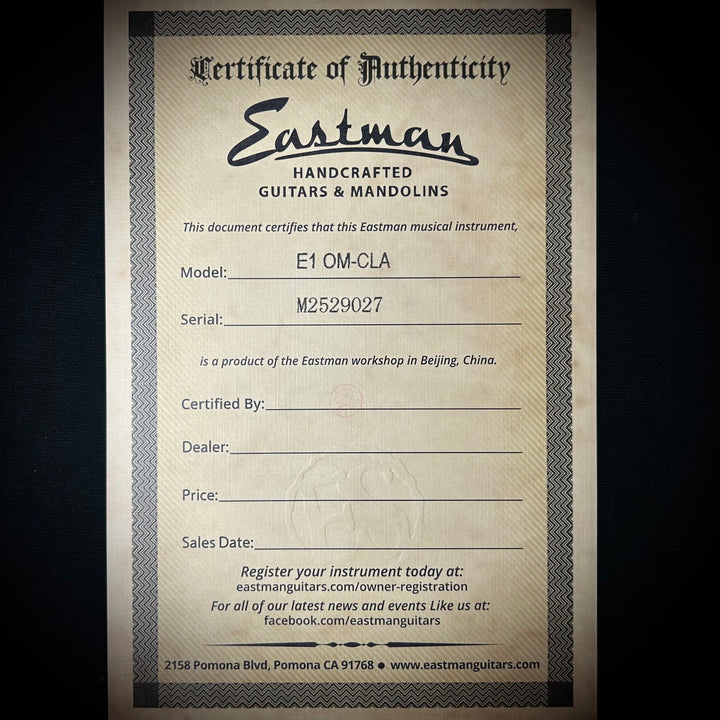 Certificate of Authenticity
Eastman
HANDCRAFTED
GUITARS & MANDOLINS
This document certifies that this Eastman musical instrument,
Model: E1 OM-CLA
Serial: M2529027
is a product of the Eastman workshop in Beijing, China.
Certified By:
Dealer:
Price:
Sales Date:
Register your instrument today at:
eastmanguitars.com/owner-registration
For all of our latest news and events Like us at:
facebook.com/eastmanguitars
2158 Pomona Blvd, Pomona CA 91768 ● www.eastmanguitars.com